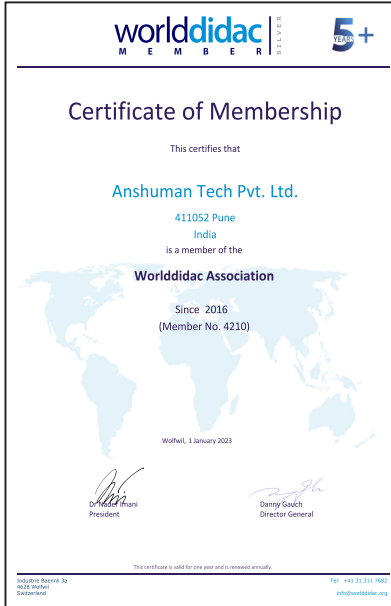 worlddidac
MEMBER
SILVER
5+
YEARS
Certificate of Membership
This certifies that
Anshuman Tech Pvt. Ltd.
411052 Pune
India
is a member of the
Worlddidac Association
Since 2016
(Member No. 4210)
Wolfwil, 1 January 2023
Dr Nader Imani
President
Danny Gauch
Director General
This certificate is valid for one year and is renewed annually.
Industrie Baenni 3a
4628 Wolfwil
Switzerland
Tel: +41 31 311 7682
info@worlddidac.org